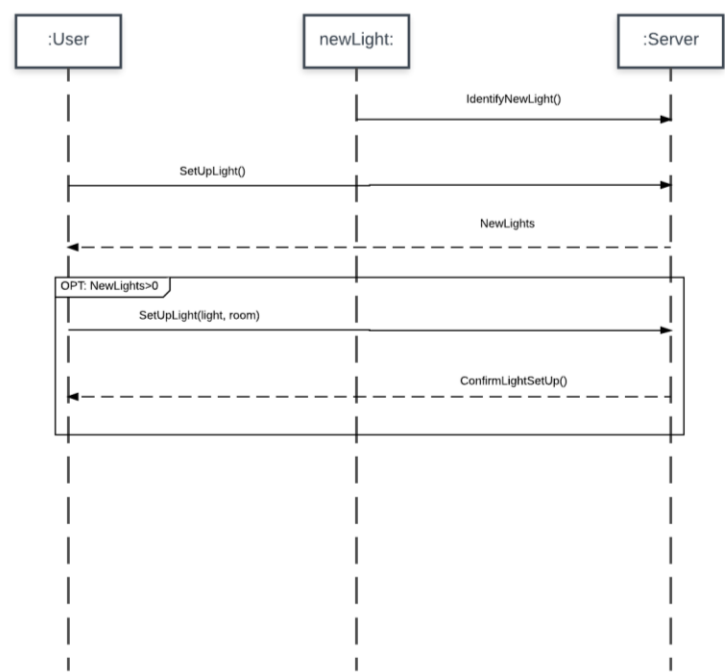 :User
newLight:
:Server
IdentifyNewLight()
SetUpLight()
NewLights
OPT: NewLights>0
SetUpLight(light, room)
ConfirmLightSetUp()